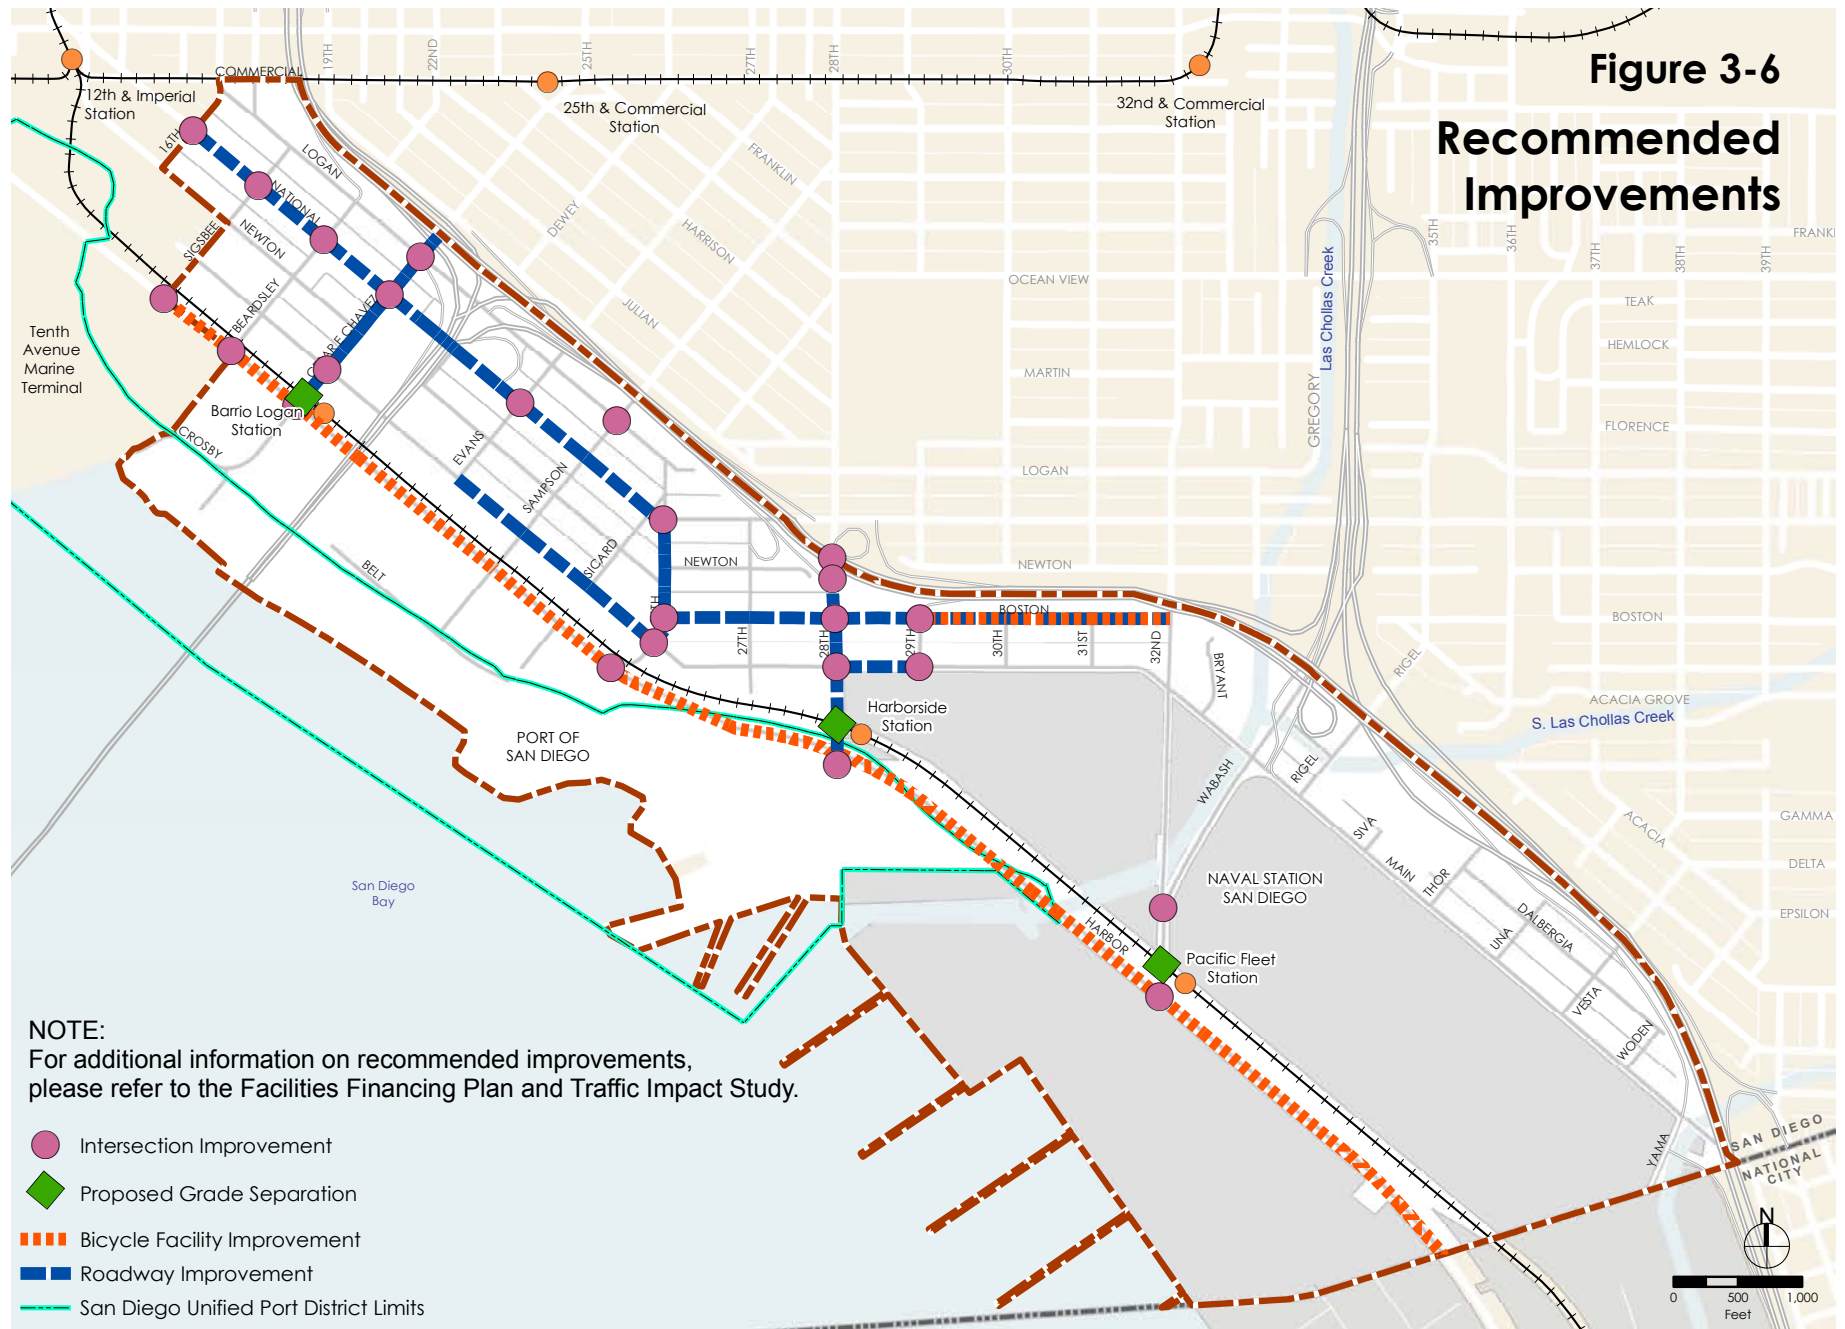 Figure 3-6
Recommended
Improvements
COMMERCIAL
19TH
22ND
25TH
27TH
28TH
30TH
12th & Imperial
Station
25th & Commercial
Station
32nd & Commercial
Station
16TH
LOGAN
NATIONAL
NEWTON
SIGSBEE
BEARDSLEY
FRANKLIN
DEWEY
HARRISON
JULIAN
OCEAN VIEW
MARTIN
LOGAN
NEWTON
GREGORY
Las Chollas Creek
35TH
36TH
37TH
38TH
39TH
TEAK
HEMLOCK
FLORENCE
BOSTON
ACACIA GROVE
S. Las Chollas Creek
RIGEL
ACACIA
GAMMA
DELTA
EPSILON
Tenth
Avenue
Marine
Terminal
Barrio Logan
Station
CROSBY
EVANS
SAMPSON
SICARD
BELT
NEWTON
27TH
28TH
29TH
BOSTON
30TH
31ST
32ND
BRYANT
Harborside
Station
PORT OF
SAN DIEGO
WABASH
RIGEL
SIVA
MAIN
THOR
DALBERGIA
UNA
VESTA
WODEN
YAMA
NAVAL STATION
SAN DIEGO
HARBOR
Pacific Fleet
Station
San Diego
Bay
SAN DIEGO
NATIONAL
CITY
NOTE:
For additional information on recommended improvements,
please refer to the Facilities Financing Plan and Traffic Impact Study.
Intersection Improvement
Proposed Grade Separation
Bicycle Facility Improvement
Roadway Improvement
San Diego Unified Port District Limits
N
0 500 1,000
Feet